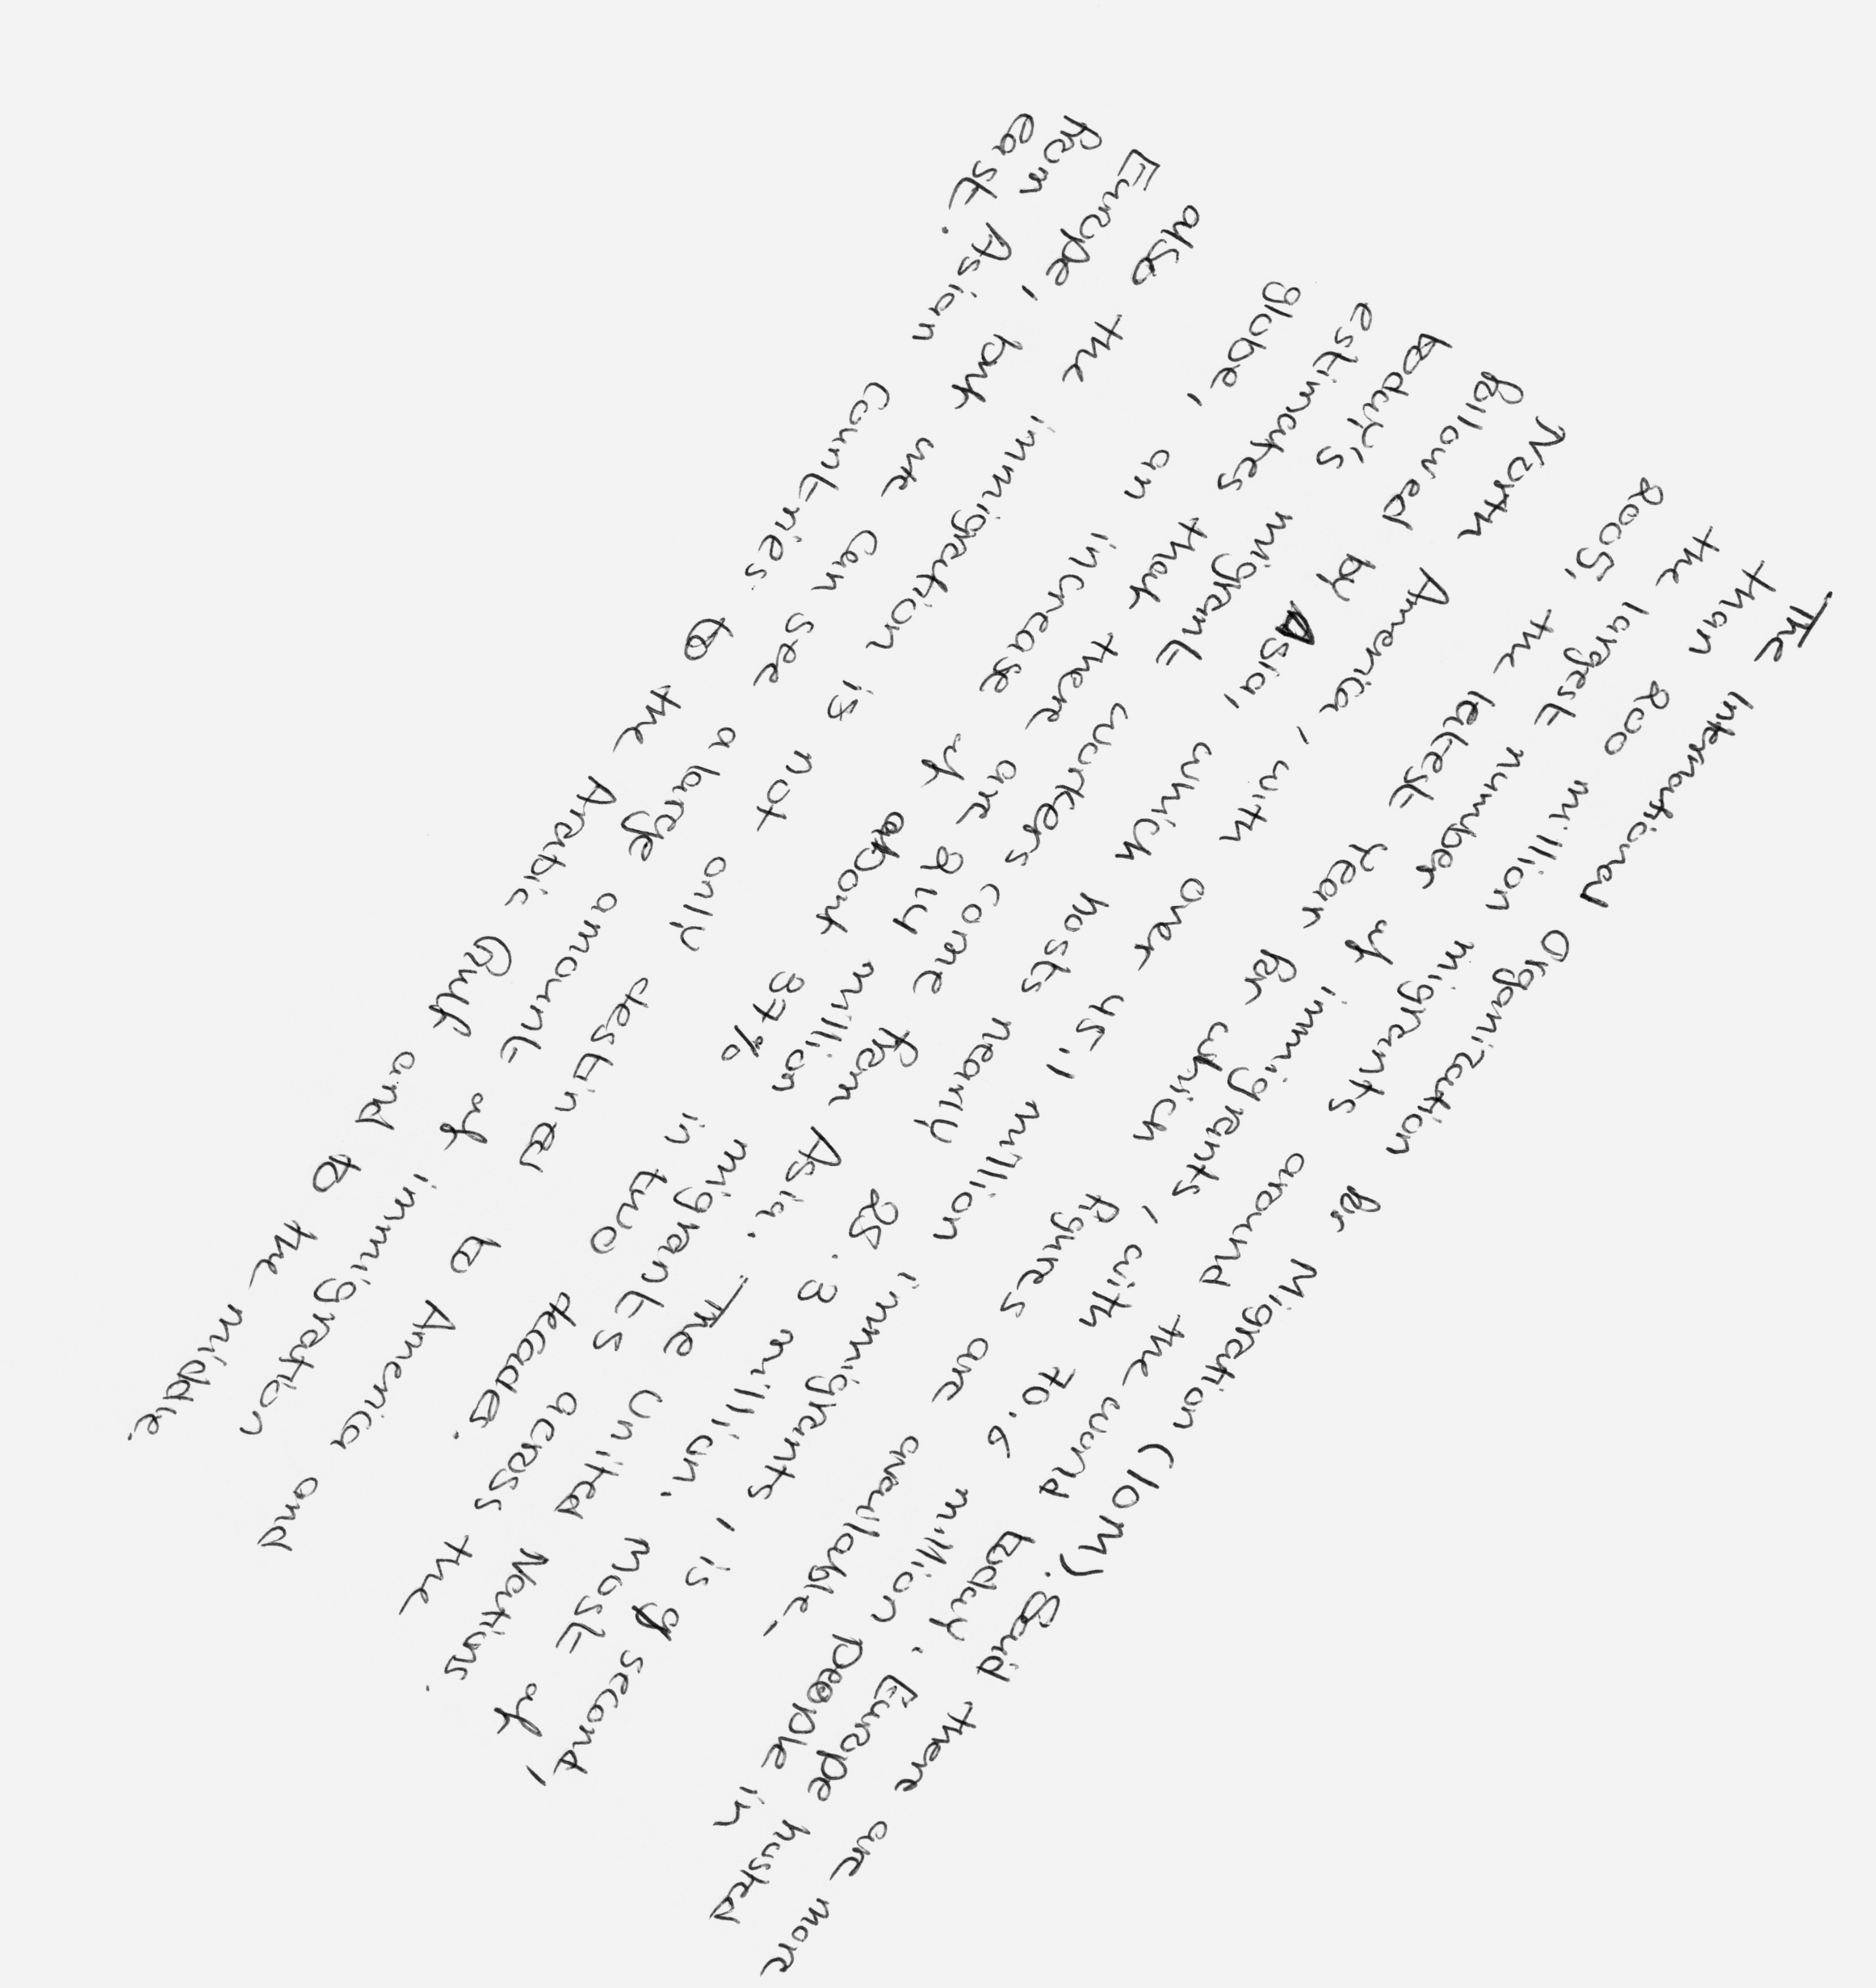 The International Organization for Migration (IOM). Said there are more
than 200 million migrants around the world today. Europe hosted
the largest number of immigrants, with 70.6 million people in
2005, the latest year for which figures are available,
North America, with over 45.1 million immigrants, is second,
followed by Asia, which hosts nearly 25.3 million. Most of
today's migrant workers come from Asia. The United Nations.
estimates that there are 214 million migrants across the
globe, an increase of about 37% in two decades.
also the immigration is not only destined to America and
Europe, but we can see a large amount of immigration
from Asian countries. to the Arabic Gulf and to the middle.
east.